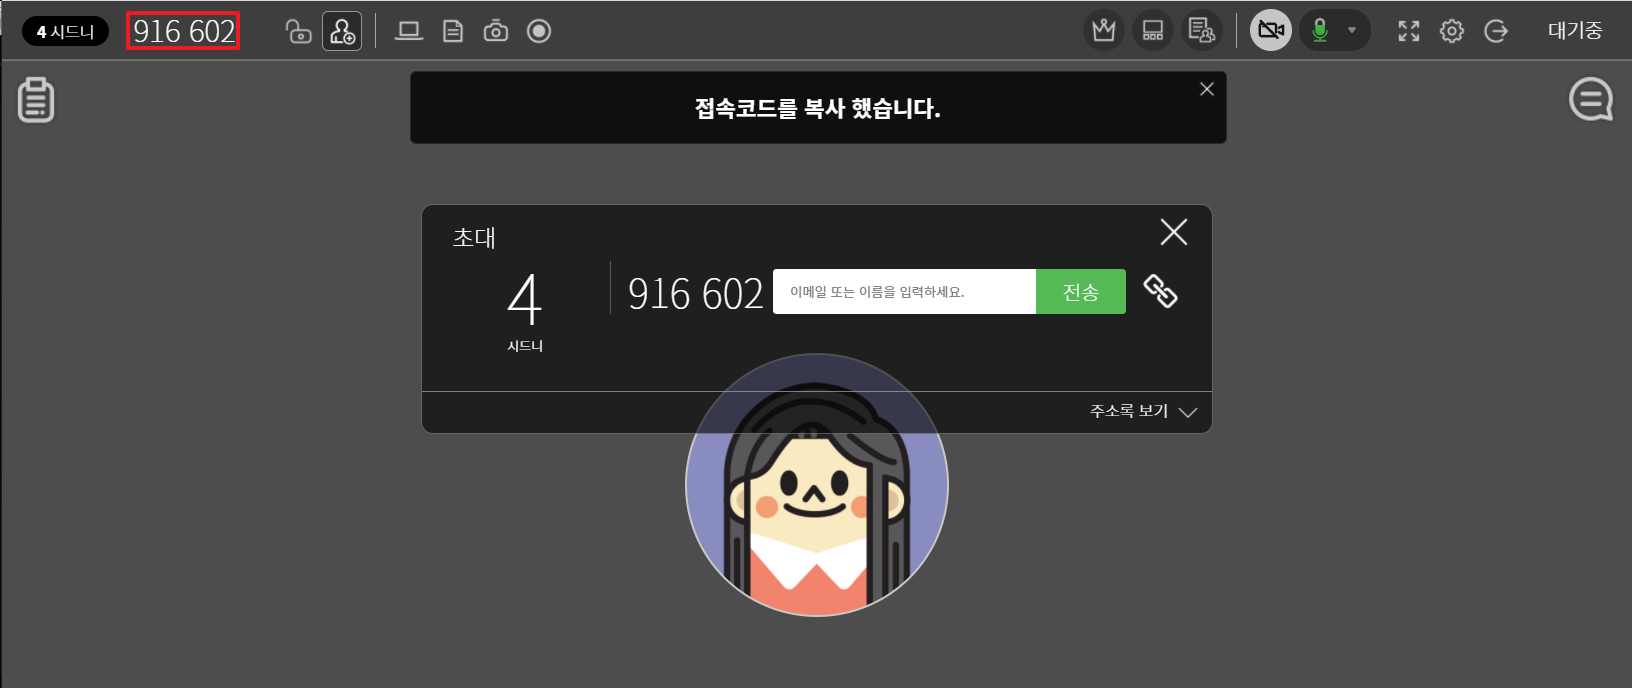 4 시드니
916 602
대기중
접속코드를 복사 했습니다.
초대
4
시드니
916 602
이메일 또는 이름을 입력하세요.
전송
주소록 보기